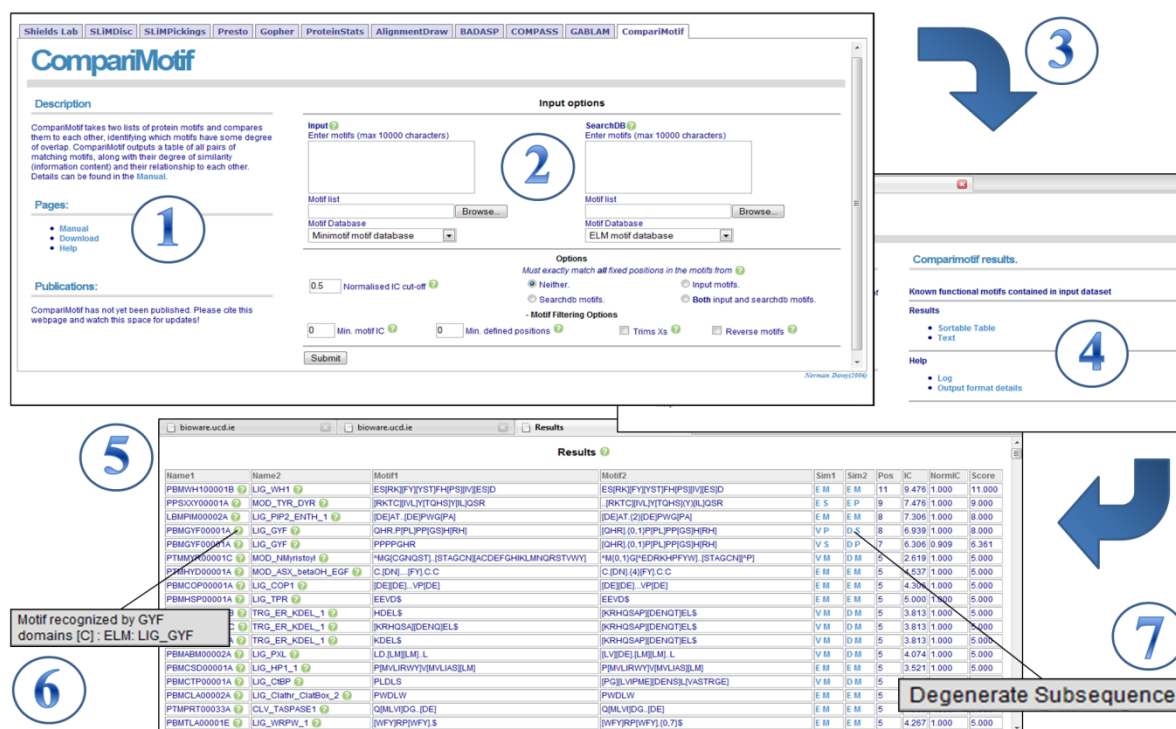 Shields Lab SLiMDisc SLiMPickings Presto Gopher ProteinStats AlignmentDraw BADASP COMPASS GABLAM CompariMotif
CompariMotif
Description
CompariMotif takes two lists of protein motifs and compares
them to each other, identifying which motifs have some degree
of overlap. CompariMotif outputs a table of all pairs of
matching motifs, along with their degree of similarity
(information content) and their relationship to each other.
Details can be found in the Manual.
Pages:
1
Manual
Download
Help
Publications:
CompariMotif has not yet been published. Please cite this
webpage and watch this space for updates!
Input options
Input
Enter motifs (max 10000 characters)
Motif list
Browse...
Motif Database
Minimotif motif database
2
SearchDB
Enter motifs (max 10000 characters)
Motif list
Browse...
Motif Database
ELM motif database
Options
Must exactly match all fixed positions in the motifs from
0.5 Normalised IC cut-off
Neither. Input motifs.
Searchdb motifs. Both input and searchdb motifs.
- Motif Filtering Options
0 Min. motif IC 0 Min. defined positions Trims Xs Reverse motifs
Submit
Norman Davey(2006)
3
Comparimotif results.
Known functional motifs contained in input dataset
Results
Sortable Table
Text
4
Help
Log
Output format details
5
bioware.ucd.ie bioware.ucd.ie Results
Results
Name1 Name2 Motif1 Motif2 Sim1 Sim2 Pos IC NormIC Score
PBMWH100001B LIG_WH1 ES[RK][FY][YST]FH[PS][IV][ES]D ES[RK][FY][YST]FH[PS][IV][ES]D E M E M 11 9.476 1.000 11.000
PPSXXY00001A MOD_TYR_DYR [RKTC][IVL]Y[TQHS]Y[IL]QSR ..[RKTC][IVL]Y[TQHS](Y)[IL]QSR E S E P 9 7.476 1.000 9.000
LBMPIM00002A LIG_PIP2_ENTH_1 [DE]AT..[DE]PWG[PA] [DE]AT.{2}[DE]PWG[PA] E M E M 8 7.306 1.000 8.000
PBMGYF00001A LIG_GYF QHR.P[PL]PP[GS]H[RH] [QHR].{0,1}P[PL]PP[GS]H[RH] V P D S 8 6.939 1.000 8.000
PBMGYF00001A LIG_GYF PPPPGHR [QHR].{0,1}P[PL]PP[GS]H[RH] V S D P 7 6.306 0.909 6.361
PTMMYR00001C MOD_NMyristoyl ^MG[CGNQST]..[STAGCN][ACDEFGHIKLMNQRSTVWY] ^M{0,1}G[^EDRKHPFYW]..[STAGCN][^P] V M D M 5 2.619 1.000 5.000
PTMHYD00001A MOD_ASX_betaOH_EGF C.[DN]....[FY].C.C C.[DN].{4}[FY].C.C E M E M 5 4.537 1.000 5.000
PBMCOP00001A LIG_COP1 [DE][DE]...VP[DE] [DE][DE]...VP[DE] E M E M 5 4.306 1.000 5.000
PBMHSP00001A LIG_TPR EEVD$ EEVD$ E M E M 5 5.000 1.000 5.000
TRG_ER_KDEL_1 HDEL$ [KRHQSAP][DENQT]EL$ V M D M 5 3.813 1.000 5.000
TRG_ER_KDEL_1 [KRHQSA][DENQ]EL$ [KRHQSAP][DENQT]EL$ V M D M 5 3.813 1.000 5.000
TRG_ER_KDEL_1 KDEL$ [KRHQSAP][DENQT]EL$ V M D M 5 3.813 1.000 5.000
PBMABM00002A LIG_PXL LD.[LM][LM]..L [LV][DE].[LM][LM]..L V M D M 5 4.074 1.000 5.000
PBMCSD00001A LIG_HP1_1 P[MVLIRWY]V[MVLIAS][LM] P[MVLIRWY]V[MVLIAS][LM] E M E M 5 3.521 1.000 5.000
PBMCTP00001A LIG_CtBP PLDLS [PG][LVIPME][DENS]L[VASTRGE] V M D M 5 1.000 5.000
PBMCLA00002A LIG_Clathr_ClatBox_2 PWDLW PWDLW E M E M 5
PTMPRT00033A CLV_TASPASE1 Q[MLVI]DG..[DE] Q[MLVI]DG..[DE] E M E M 5 5.000
PBMTLA00001E LIG_WRPW_1 [WFY]RP[WFY].$ [WFY]RP[WFY].{0,7}$ E M E M 5 4.267 1.000 5.000
Motif recognized by GYF
domains [C] : ELM: LIG_GYF
6
7
Degenerate Subsequence